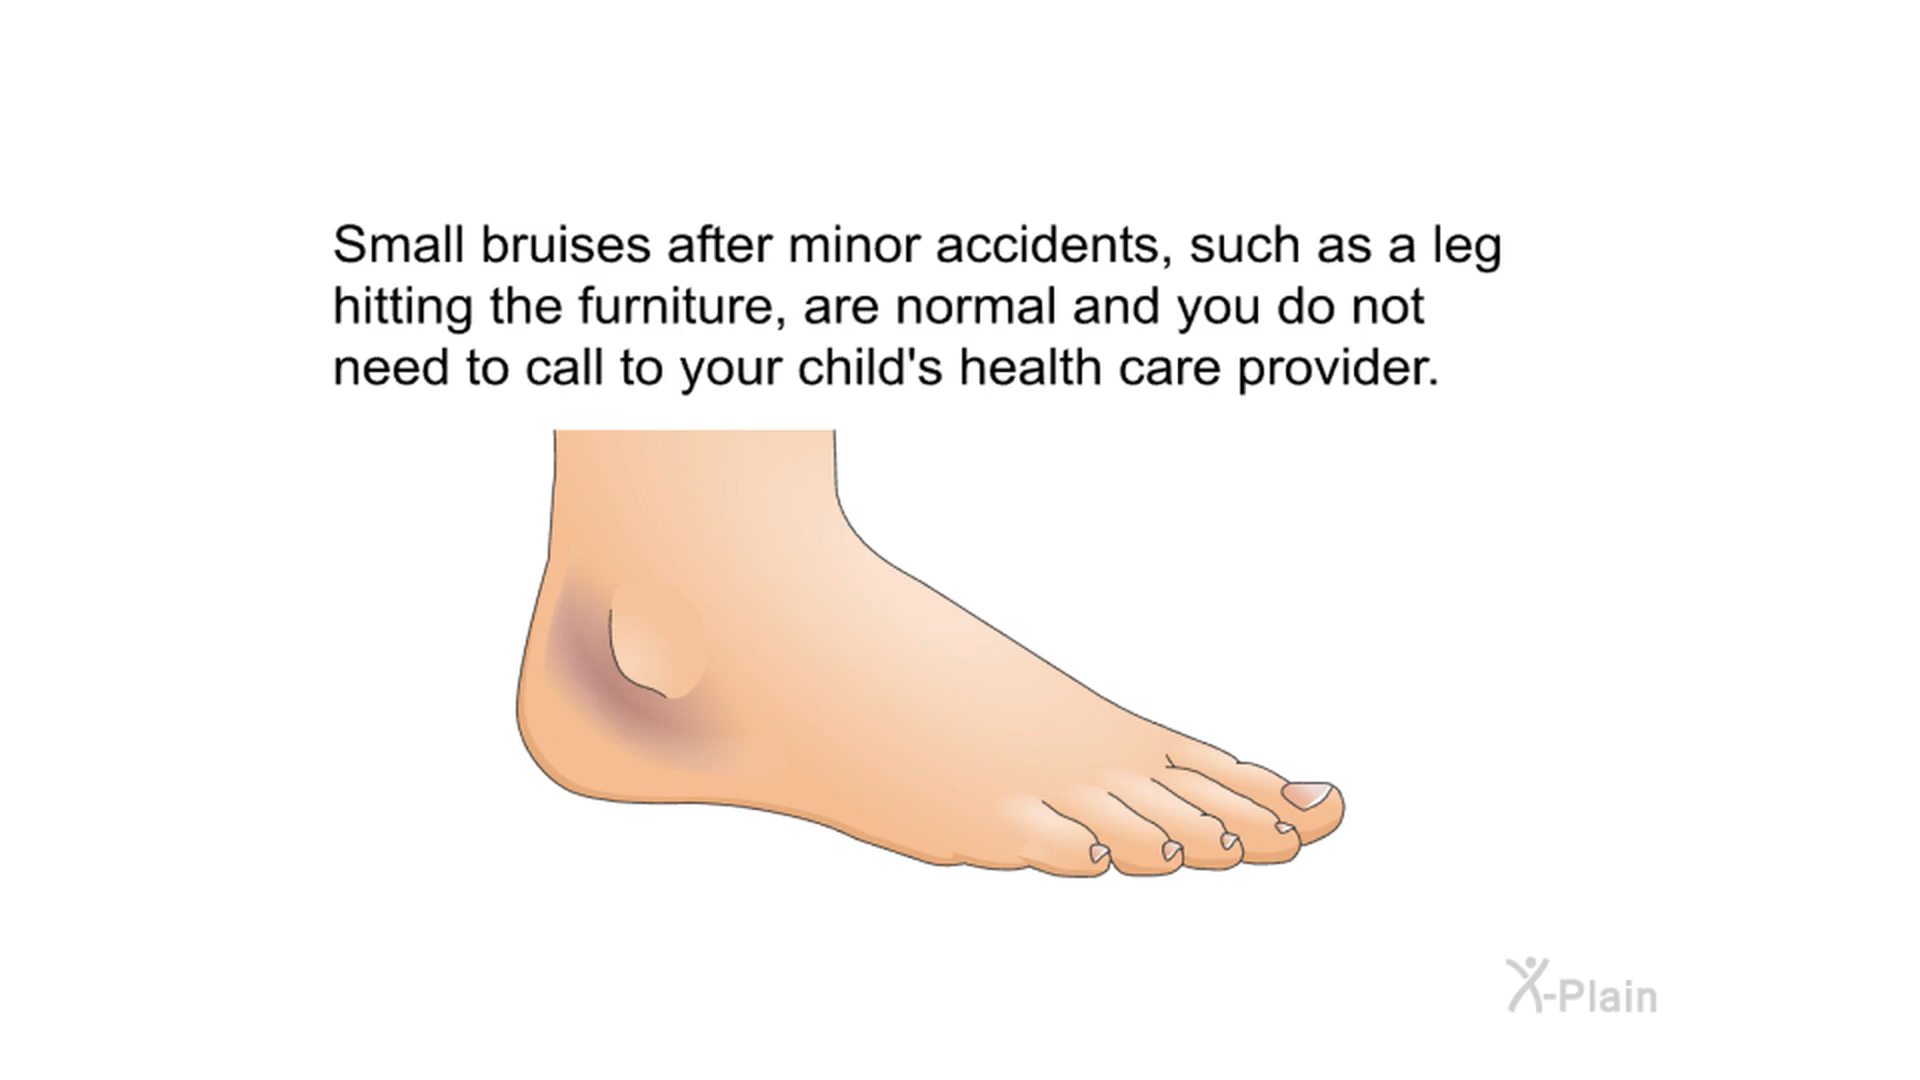 Small bruises after minor accidents, such as a leg
hitting the furniture, are normal and you do not
need to call to your child's health care provider.
X-Plain